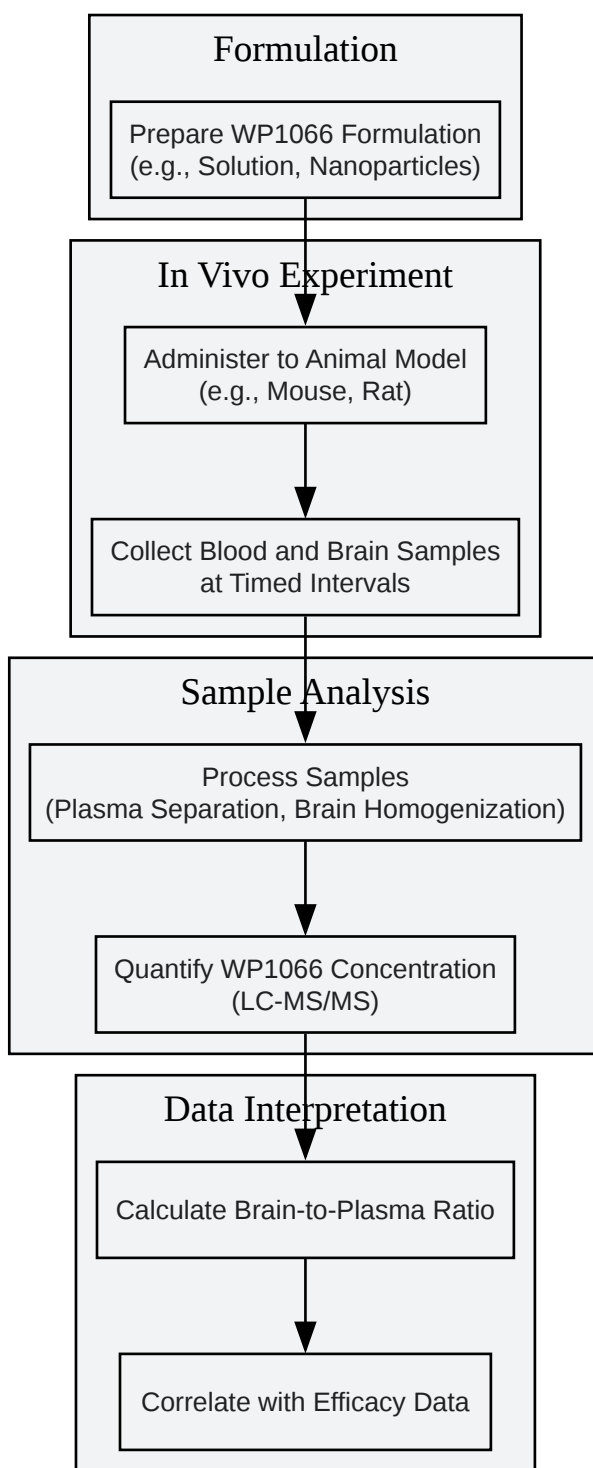 Formulation
Prepare WP1066 Formulation
(e.g., Solution, Nanoparticles)
In Vivo Experiment
Administer to Animal Model
(e.g., Mouse, Rat)
Collect Blood and Brain Samples
at Timed Intervals
Sample Analysis
Process Samples
(Plasma Separation, Brain Homogenization)
Quantify WP1066 Concentration
(LC-MS/MS)
Data Interpretation
Calculate Brain-to-Plasma Ratio
Correlate with Efficacy Data